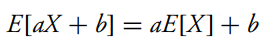 E[aX + b] = aE[X] + b